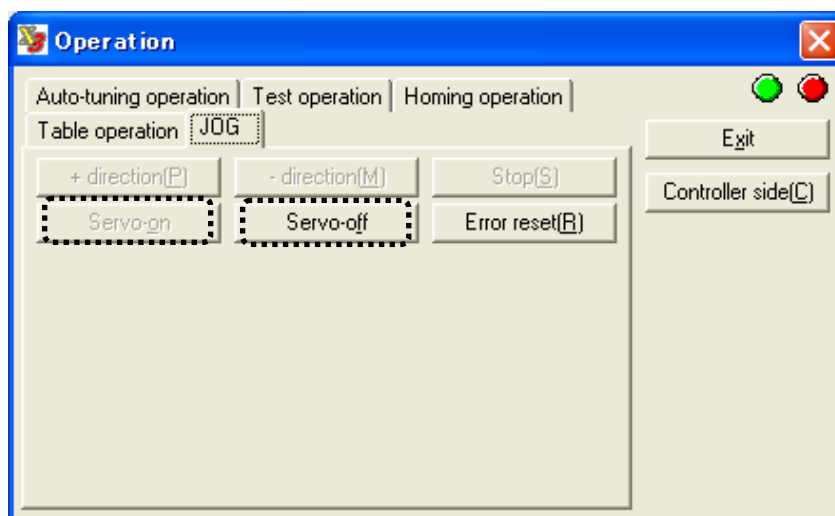 Operation
Auto-tuning operation Test operation Homing operation
Table operation JOG
Exit
+ direction(P) - direction(M) Stop(S)
Controller side(C)
Servo-on Servo-off Error reset(R)